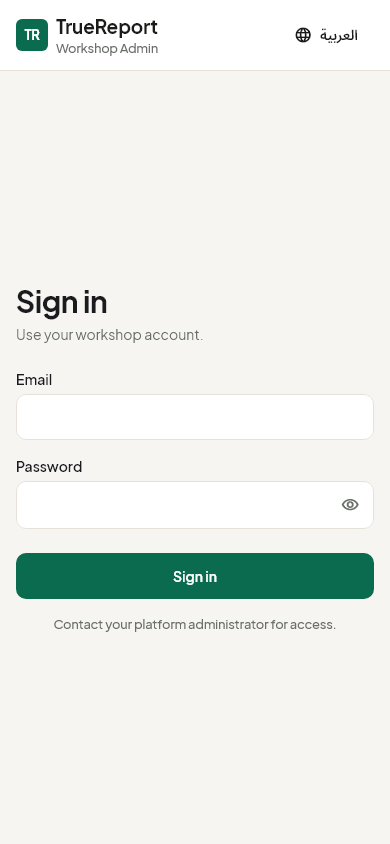 TR
TrueReport
Workshop Admin
العربية
Sign in
Use your workshop account.
Email
Password
Sign in
Contact your platform administrator for access.